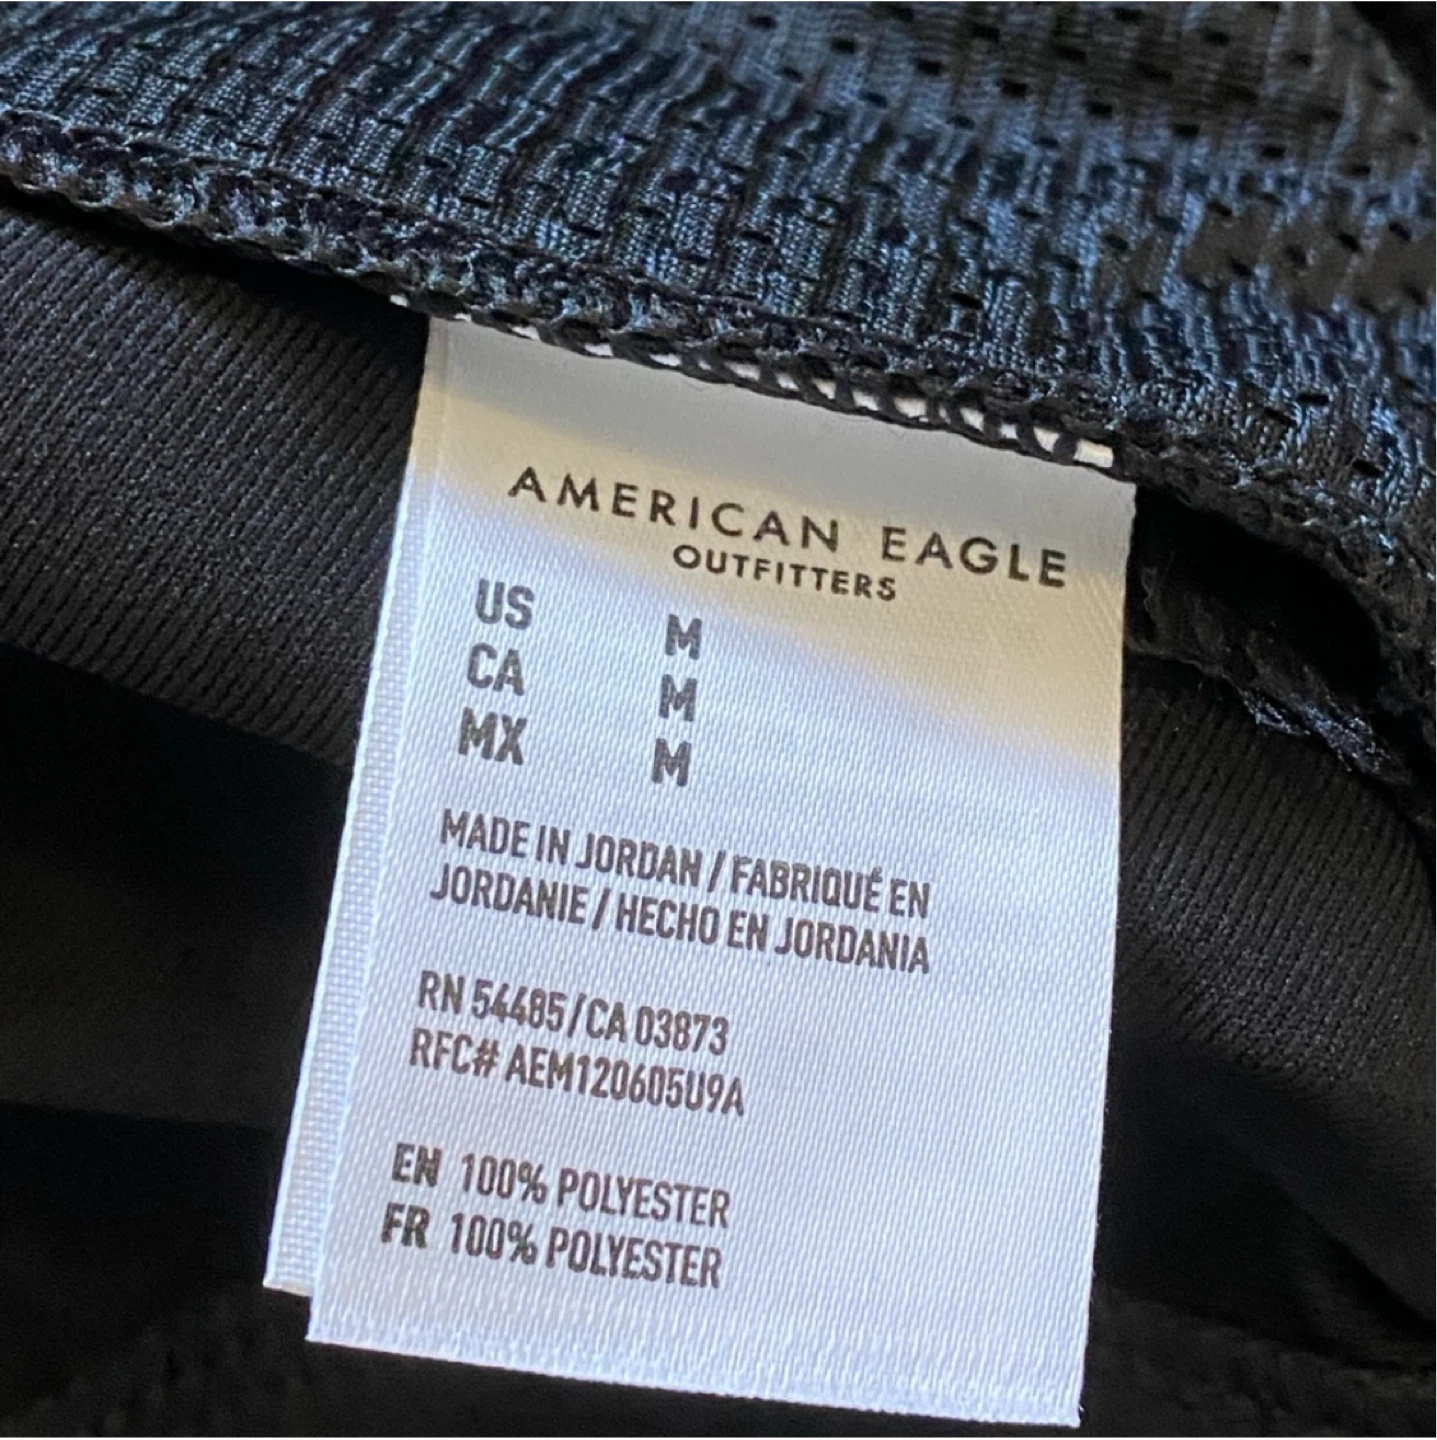 AMERICAN EAGLE
OUTFITTERS
US M
CA M
MX M
MADE IN JORDAN / FABRIQUÉ EN
JORDANIE / HECHO EN JORDANIA
RN 54485/CA 03873
RFC# AEM120605U9A
EN 100% POLYESTER
FR 100% POLYESTER